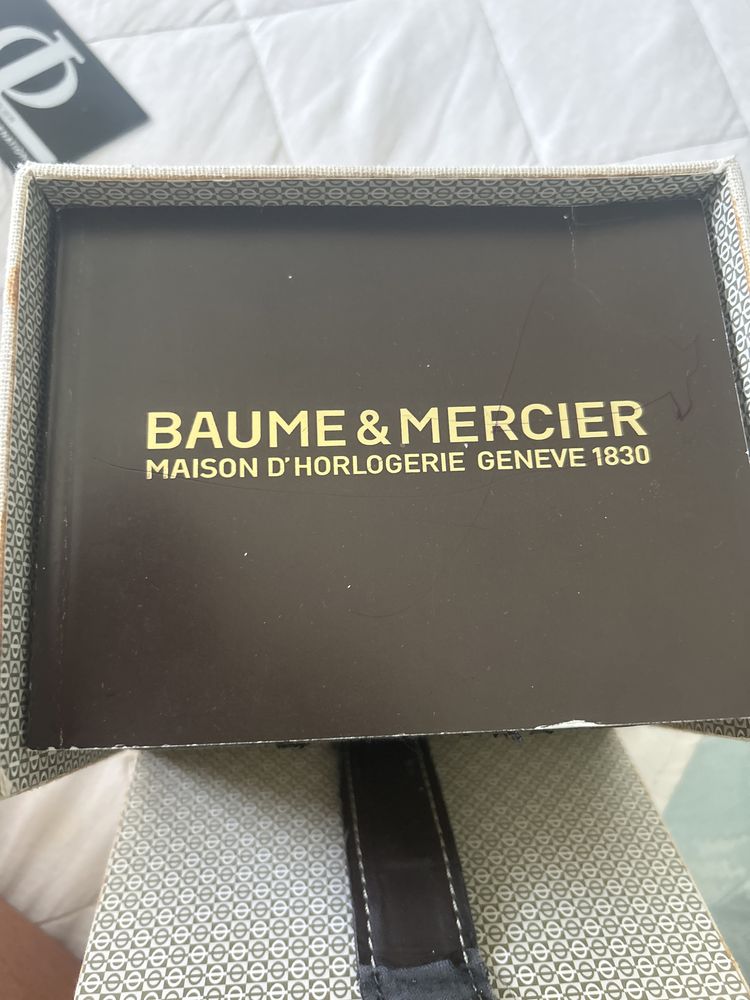 BAUME & MERCIER
MAISON D'HORLOGERIE GENEVE 1830